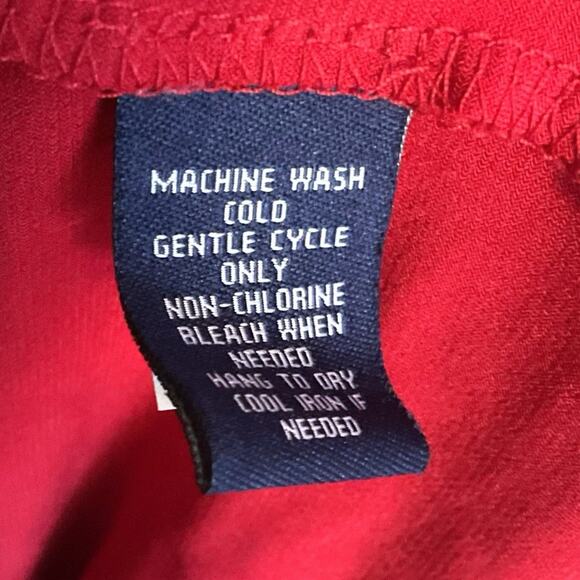 MACHINE WASH
COLD
GENTLE CYCLE
ONLY
NON-CHLORINE
BLEACH WHEN
NEEDED
HANG TO DRY
COOL IRON IF
NEEDED